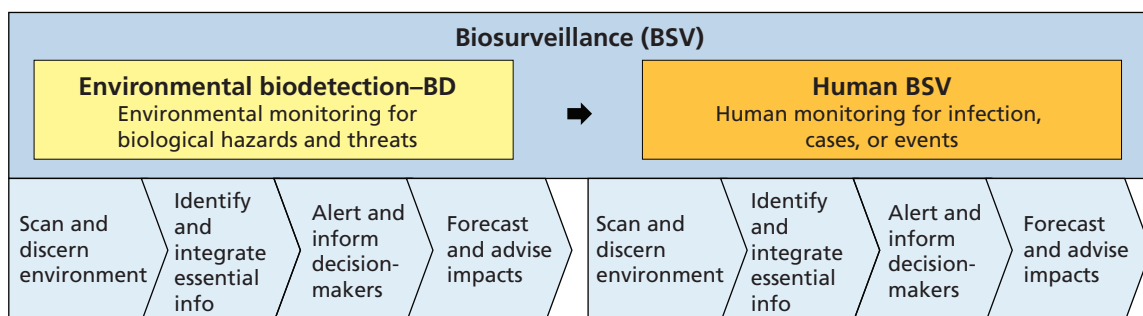 Biosurveillance (BSV)
Environmental biodetection–BD
Environmental monitoring for
biological hazards and threats
Human BSV
Human monitoring for infection,
cases, or events
Scan and
discern
environment
Identify
and
integrate
essential
info
Alert and
inform
decision-
makers
Forecast
and advise
impacts
Scan and
discern
environment
Identify
and
integrate
essential
info
Alert and
inform
decision-
makers
Forecast
and advise
impacts